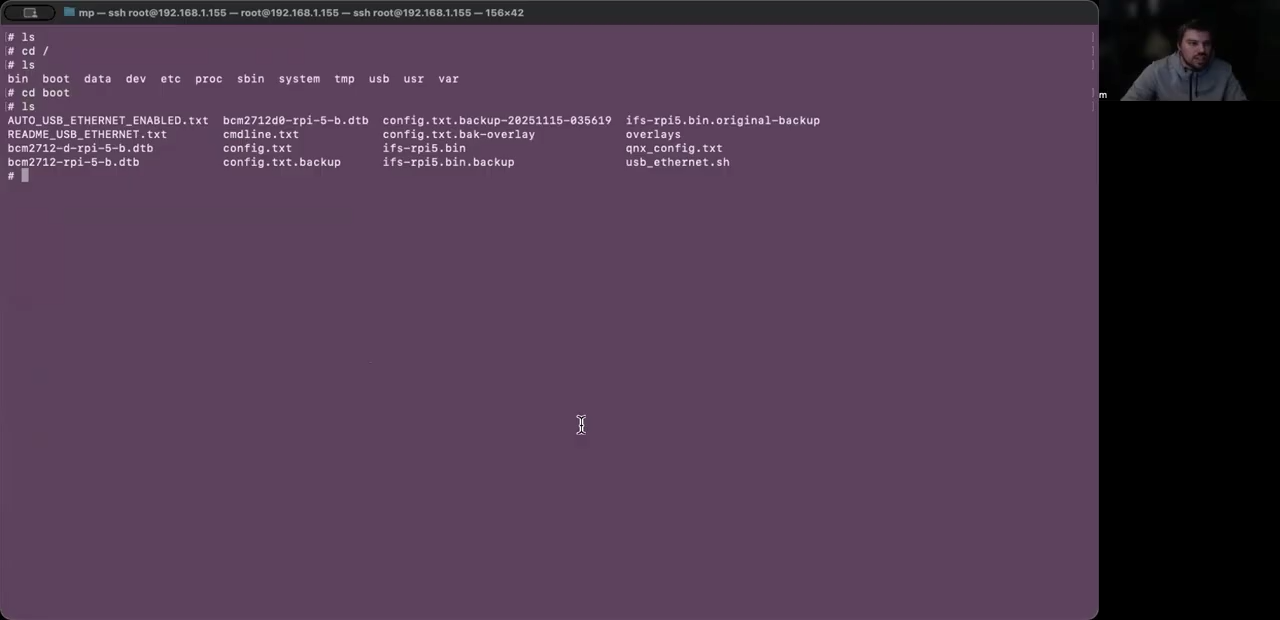 mp — ssh root@192.168.1.155 — root@192.168.1.155 — ssh root@192.168.1.155 — 156×42
# ls
# cd /
# ls
bin boot data dev etc proc sbin system tmp usb usr var
# cd boot
# ls
AUTO_USB_ETHERNET_ENABLED.txt bcm2712d0-rpi-5-b.dtb config.txt.backup-20251115-035619 ifs-rpi5.bin.original-backup
README_USB_ETHERNET.txt cmdline.txt config.txt.bak-overlay overlays
bcm2712-d-rpi-5-b.dtb config.txt ifs-rpi5.bin qnx_config.txt
bcm2712-rpi-5-b.dtb config.txt.backup ifs-rpi5.bin.backup usb_ethernet.sh
#
m